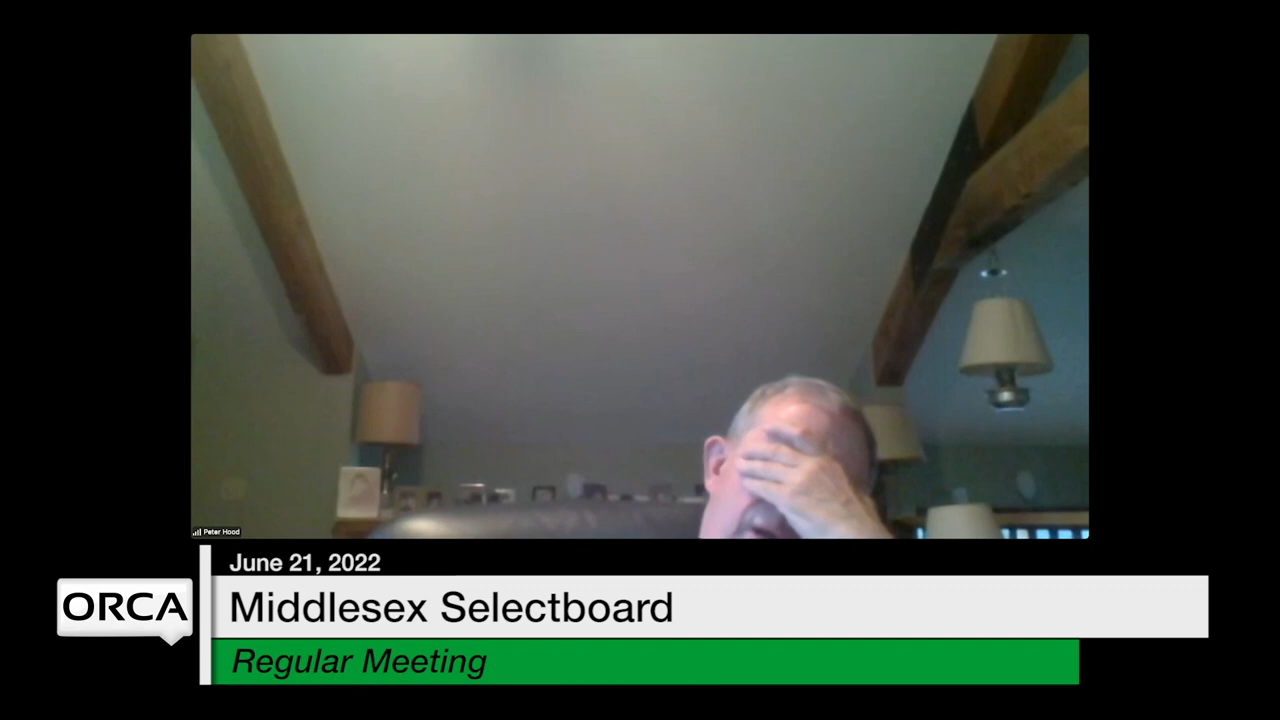 Peter Hood
June 21, 2022
ORCA
Middlesex Selectboard
Regular Meeting